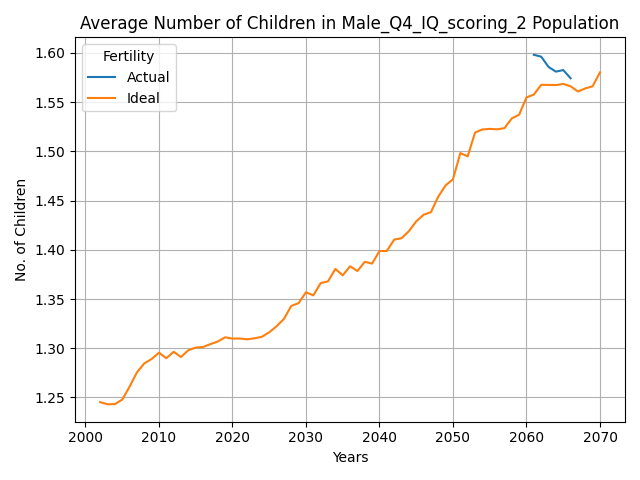 Average Number of Children in Male_Q4_IQ_scoring_2 Population
Fertility
Actual
Ideal
No. of Children
1.60
1.55
1.50
1.45
1.40
1.35
1.30
1.25
2000 2010 2020 2030 2040 2050 2060 2070
Years